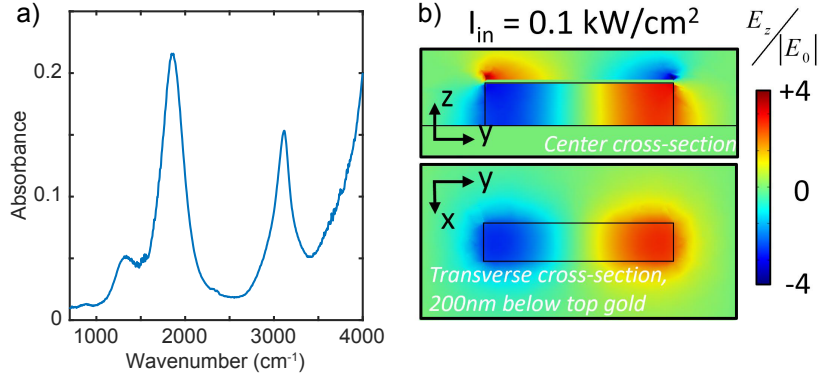 a)
0.2
0.1
0
Absorbance
1000
2000
3000
4000
Wavenumber (cm⁻¹)
b)
I_in = 0.1 kW/cm²
E_z/|E_0|
z
y
Center cross-section
y
x
Transverse cross-section,
200nm below top gold
+4
0
-4